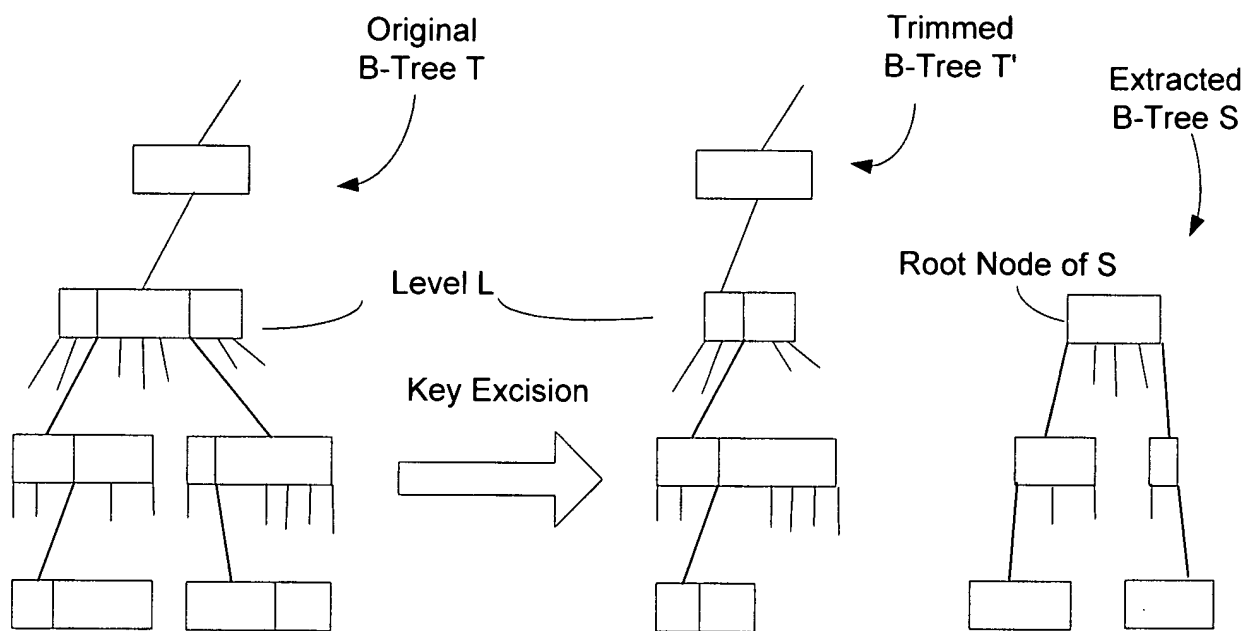 Original
B-Tree T
Trimmed
B-Tree T'
Extracted
B-Tree S
Level L
Root Node of S
Key Excision